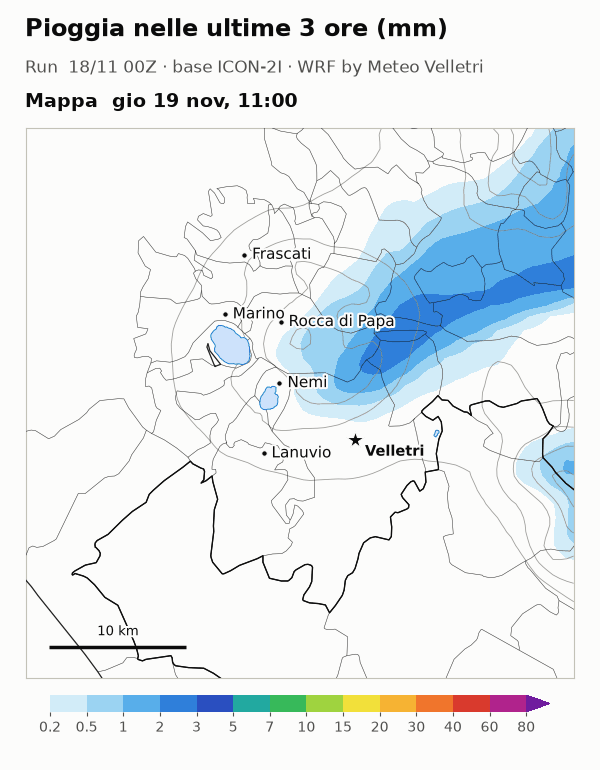 Pioggia nelle ultime 3 ore (mm)
Run  18/11 00Z · base ICON-2I · WRF by Meteo Velletri
Mappa  gio 19 nov, 11:00
Frascati
Marino
Rocca di Papa
Nemi
Velletri
Lanuvio
10 km
0.2 0.5 1 2 3 5 7 10 15 20 30 40 60 80